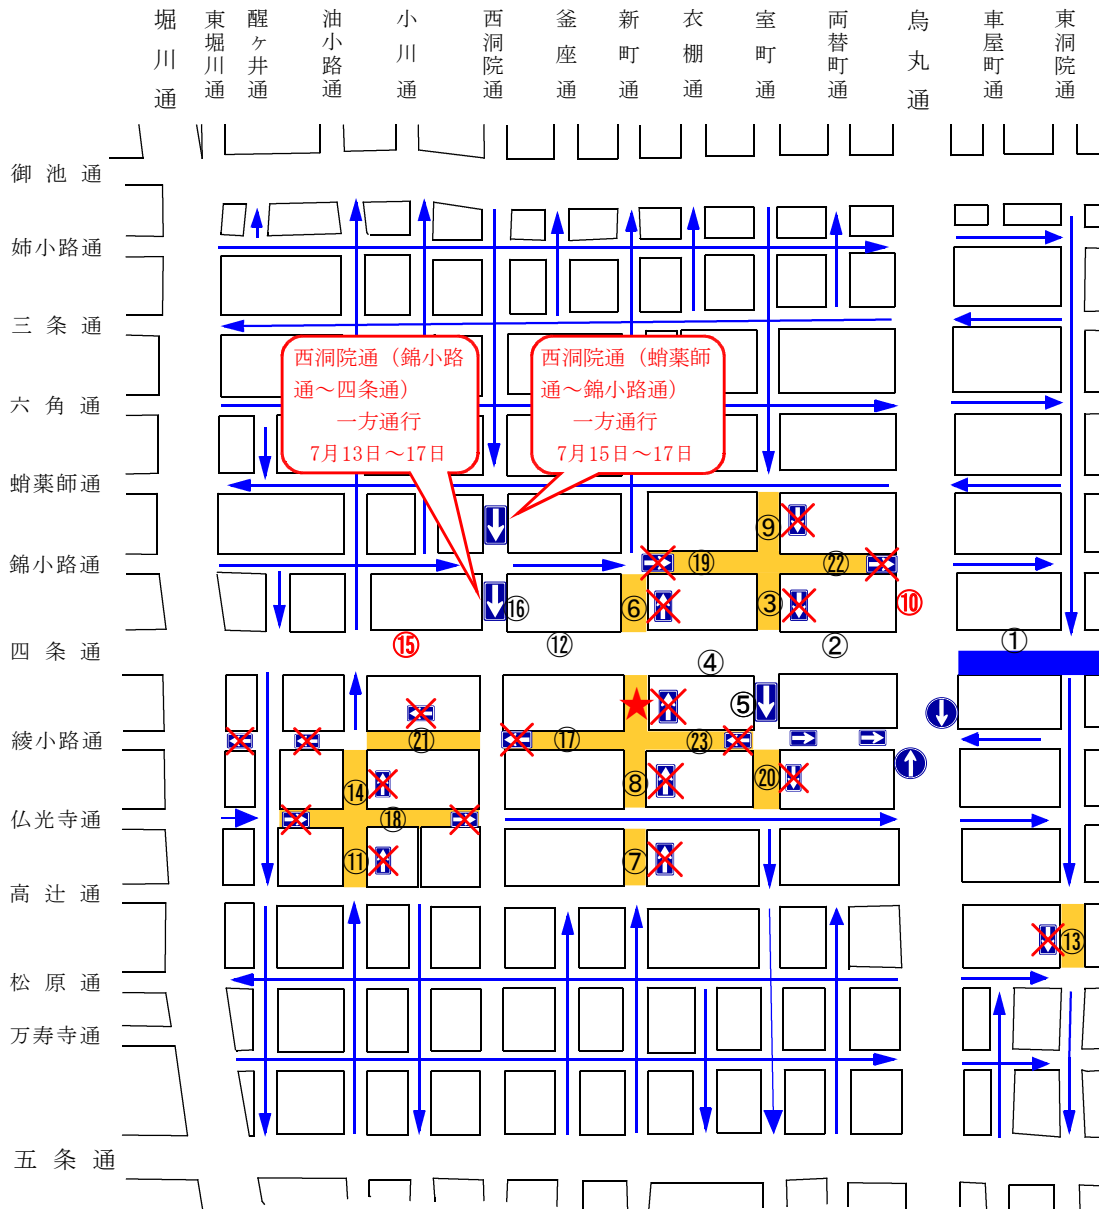 堀川通
東堀川通
醒ヶ井通
油小路通
小川通
西洞院通
釜座通
新町通
衣棚通
室町通
両替町通
烏丸通
車屋町通
東洞院通
御池通
姉小路通
三条通
六角通
蛸薬師通
錦小路通
四条通
綾小路通
仏光寺通
高辻通
松原通
万寿寺通
五条通
西洞院通（錦小路
通～四条通）
一方通行
7月13日～17日
西洞院通（蛸薬師
通～錦小路通）
一方通行
7月15日～17日
⑨
⑲
㉒
⑯
⑥
③
⑩
⑮
⑫
②
①
④
⑤
㉑
⑰
㉓
⑭
⑧
⑳
⑱
⑪
⑦
⑬